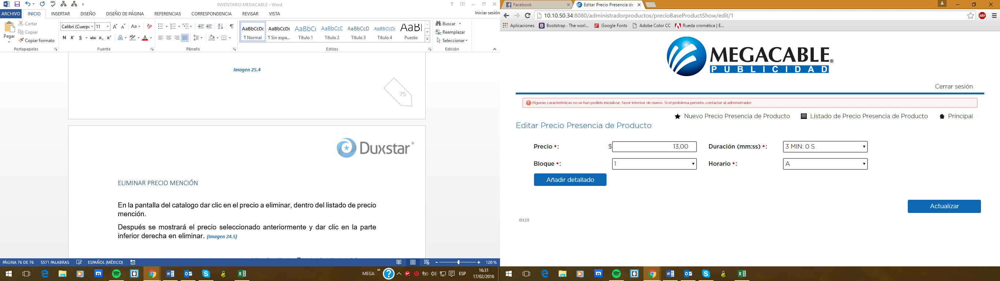 INVENTARIO MEGACABLE - Word
ARCHIVO INICIO INSERTAR DISEÑO DISEÑO DE PÁGINA REFERENCIAS CORRESPONDENCIA REVISAR VISTA Iniciar sesión
Pegar
Cortar
Copiar
Copiar formato
Portapapeles
Calibri (Cuerpo 11
N K S abc x₂ x²
Fuente
Párrafo
AaBbCcDc AaBbCcDc AaBbC AaBbCcD AaBbCcD AaBbCcDc AaBl
¶ Normal ¶ Sin espa... Título 1 Título 2 Título 3 Título 4 Puesto
Estilos
Buscar
Reemplazar
Seleccionar
Edición
Imagen 25.4
75
Duxstar®
ELIMINAR PRECIO MENCIÓN
En la pantalla del catalogo dar clic en el precio a eliminar, dentro del listado de precio
mención.
Después se mostrará el precio seleccionado anteriormente y dar clic en la parte
inferior derecha en eliminar. (Imagen 24.5)
PÁGINA 76 DE 76 5571 PALABRAS ESPAÑOL (MÉXICO) 120 %
MEGA » ESP 16:31
17/02/2016
Facebook
Editar Precio Presencia de
10.10.50.34:8080/administradorproductos/precioBaseProductShow/edit/1
ABP
Aplicaciones Bootstrap · The worl... Google Fonts Adobe Color CC Rueda cromática | E...
MEGACABLE®
PUBLICIDAD
Cerrar sesión
Algunas características no se han podido inicializar, favor intentar de nuevo. Si el problema persiste, contactar al administrador.
Nuevo Precio Presencia de Producto Listado de Precio Presencia de Producto Principal
Editar Precio Presencia de Producto
Precio *: $ 13,00 Duración (mm:ss) *: 3 MIN: 0 S
Bloque *: 1 Horario *: A
Añadir detallado
Actualizar
0.1.23